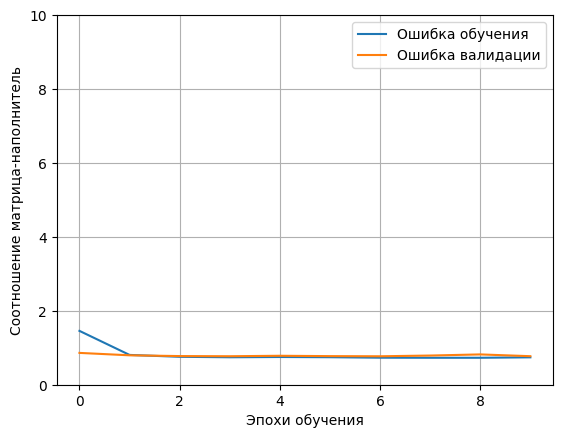 Ошибка обучения
Ошибка валидации
Соотношение матрица-наполнитель
10
8
6
4
2
0
0 2 4 6 8
Эпохи обучения